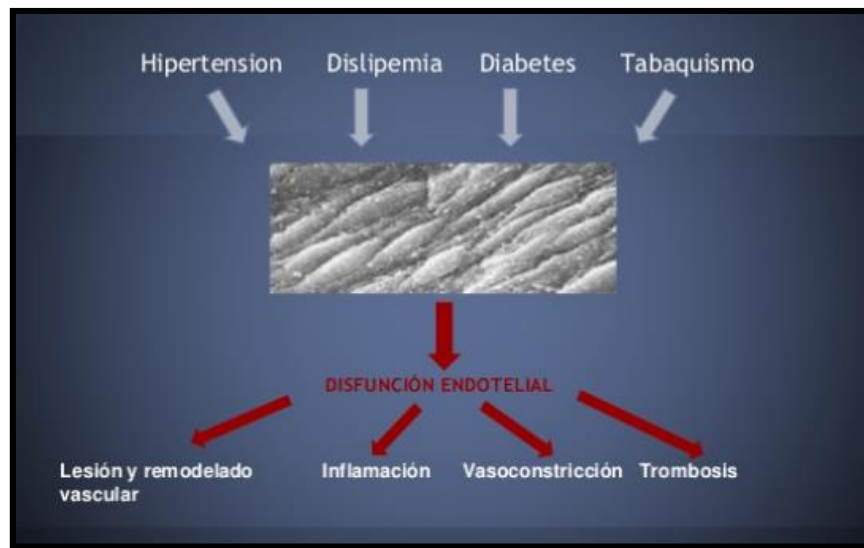 Hipertension Dislipemia Diabetes Tabaquismo
DISFUNCIÓN ENDOTELIAL
Lesión y remodelado vascular
Inflamación
Vasoconstricción
Trombosis